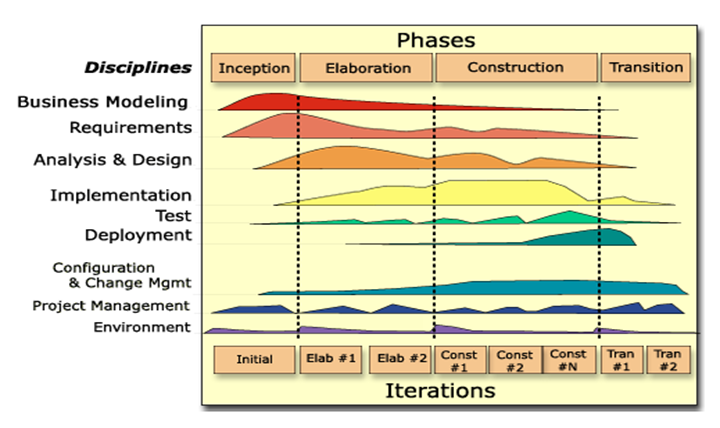 Phases
Disciplines
Inception
Elaboration
Construction
Transition
Business Modeling
Requirements
Analysis & Design
Implementation
Test
Deployment
Configuration
& Change Mgmt
Project Management
Environment
Initial
Elab #1
Elab #2
Const
#1
Const
#2
Const
#N
Tran
#1
Tran
#2
Iterations